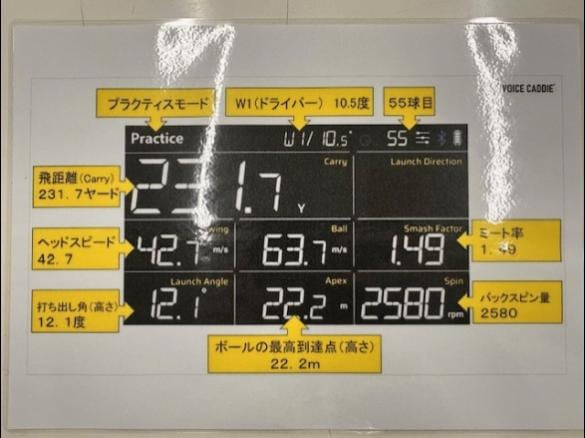 VOICE CADDIE
プラクティスモード
W1(ドライバー) 10.5度
55球目
Practice
W1/10.5°
55
飛距離(Carry)
231.7ヤード
Carry
231.7 Y
Launch Direction
ヘッドスピード
42.7
42.7 m/s
Ball
63.7 m/s
Smash Factor
1.49
ミート率
1.49
打ち出し角(高さ)
12.1度
Launch Angle
12.1°
Apex
22.2 m
Spin
2580 rpm
バックスピン量
2580
ボールの最高到達点(高さ)
22.2m